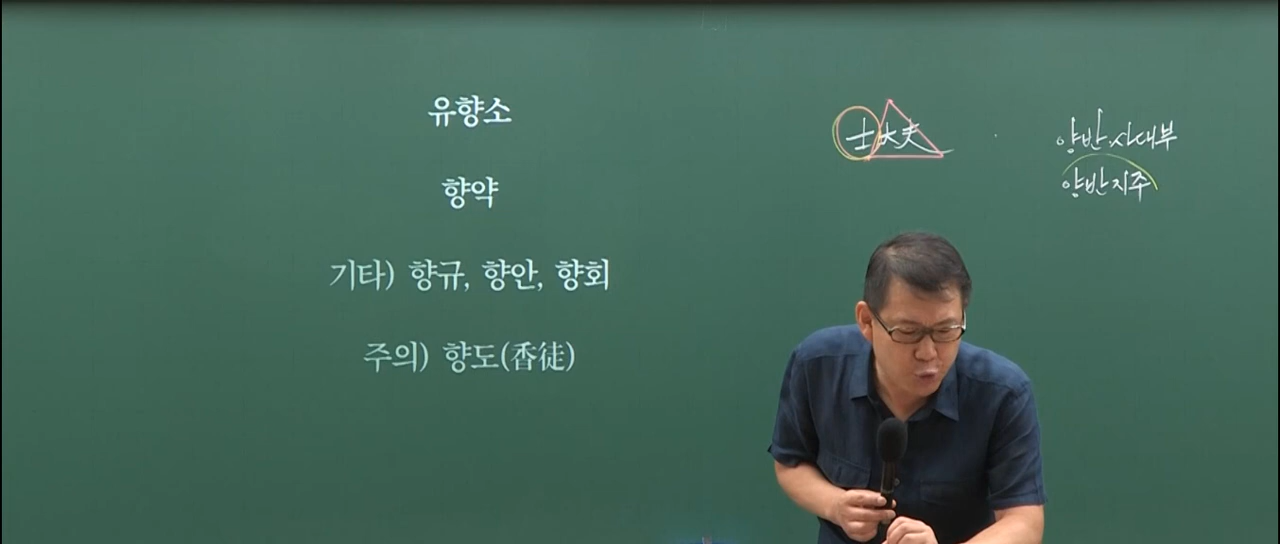 유향소
향약
기타) 향규, 향안, 향회
주의) 향도(香徒)
士大夫
양반사대부
양반지주